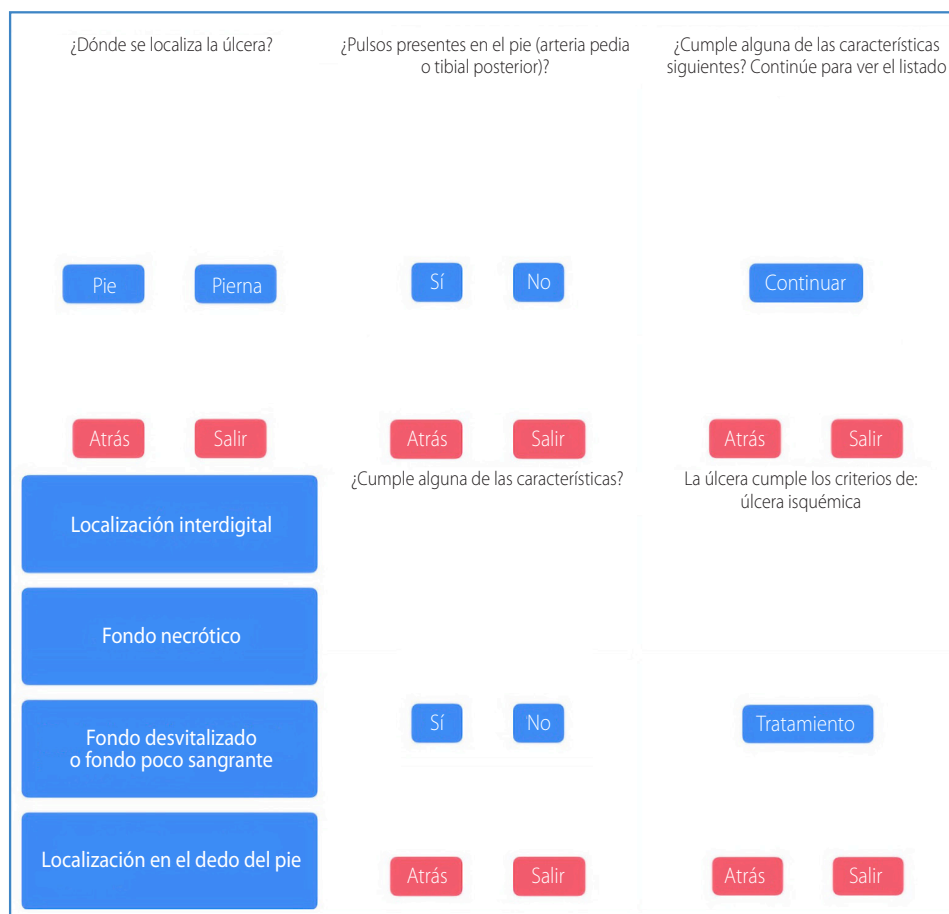 ¿Dónde se localiza la úlcera?
Pie
Pierna
Atrás
Salir
¿Pulsos presentes en el pie (arteria pedia
o tibial posterior)?
Sí
No
Atrás
Salir
¿Cumple alguna de las características
siguientes? Continúe para ver el listado
Continuar
Atrás
Salir
Localización interdigital
Fondo necrótico
Fondo desvitalizado
o fondo poco sangrante
Localización en el dedo del pie
¿Cumple alguna de las características?
Sí
No
Atrás
Salir
La úlcera cumple los criterios de:
úlcera isquémica
Tratamiento
Atrás
Salir